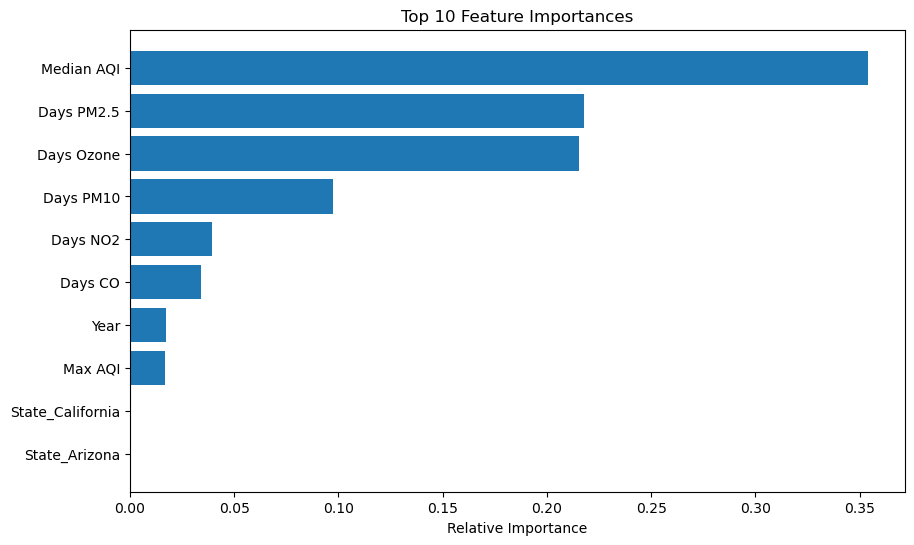 Top 10 Feature Importances
Median AQI
Days PM2.5
Days Ozone
Days PM10
Days NO2
Days CO
Year
Max AQI
State_California
State_Arizona
0.00 0.05 0.10 0.15 0.20 0.25 0.30 0.35
Relative Importance